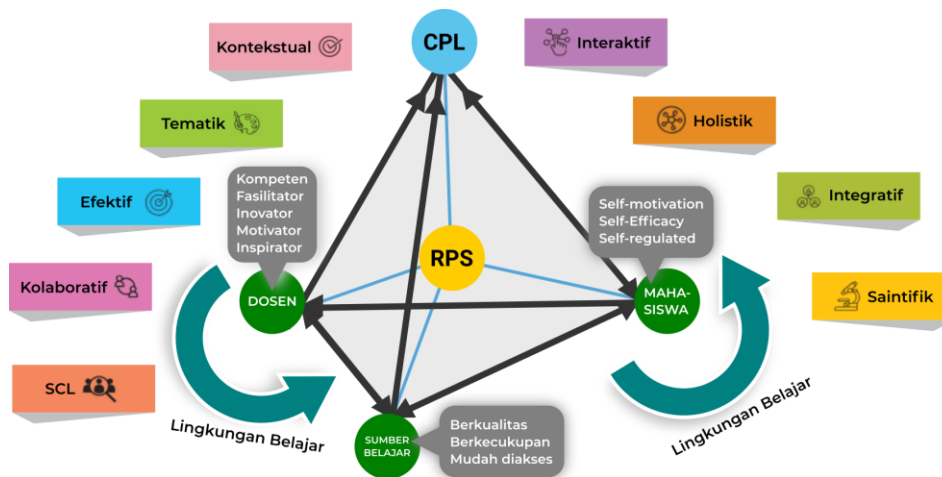 Kontekstual
CPL
Interaktif
Tematik
Holistik
Efektif
Kompeten
Fasilitator
Inovator
Motivator
Inspirator
Self-motivation
Self-Efficacy
Self-regulated
Integratif
RPS
Kolaboratif
DOSEN
MAHA-
SISWA
Saintifik
SCL
Lingkungan Belajar
Lingkungan Belajar
SUMBER
BELAJAR
Berkualitas
Berkecukupan
Mudah diakses